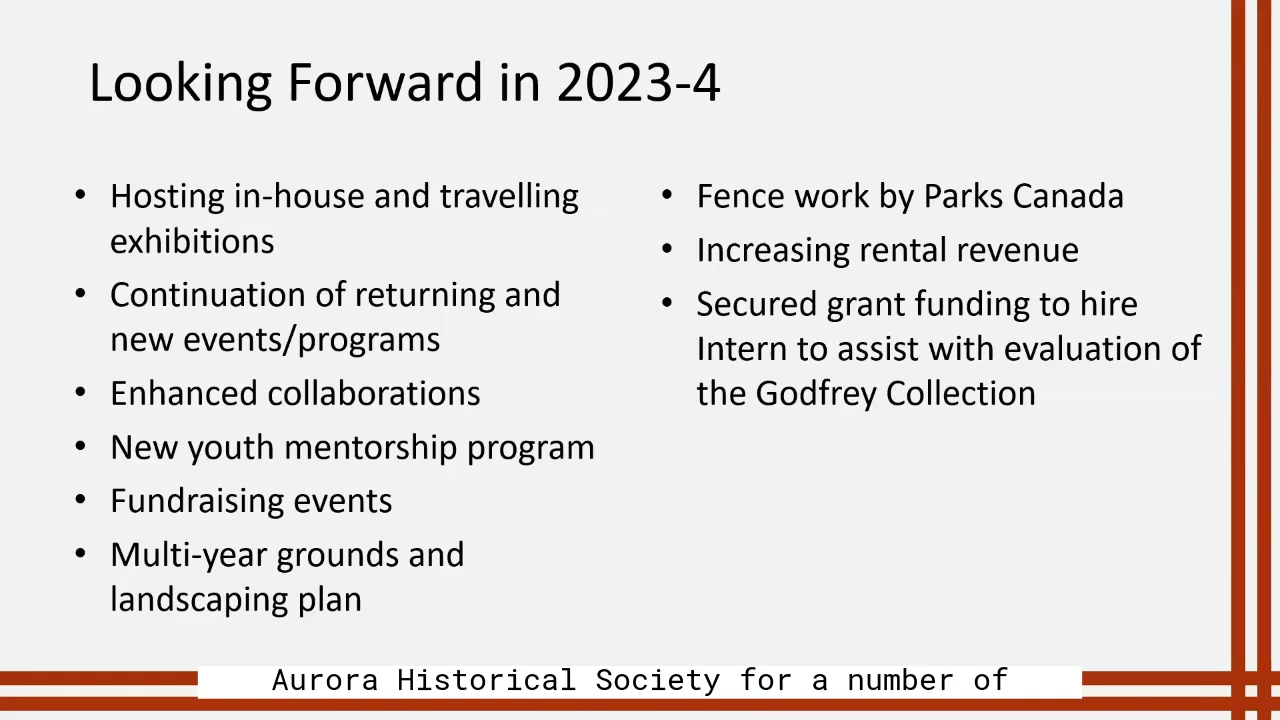 Looking Forward in 2023-4
• Hosting in-house and travelling
exhibitions
• Continuation of returning and
new events/programs
• Enhanced collaborations
• New youth mentorship program
• Fundraising events
• Multi-year grounds and
landscaping plan
• Fence work by Parks Canada
• Increasing rental revenue
• Secured grant funding to hire
Intern to assist with evaluation of
the Godfrey Collection
Aurora Historical Society for a number of